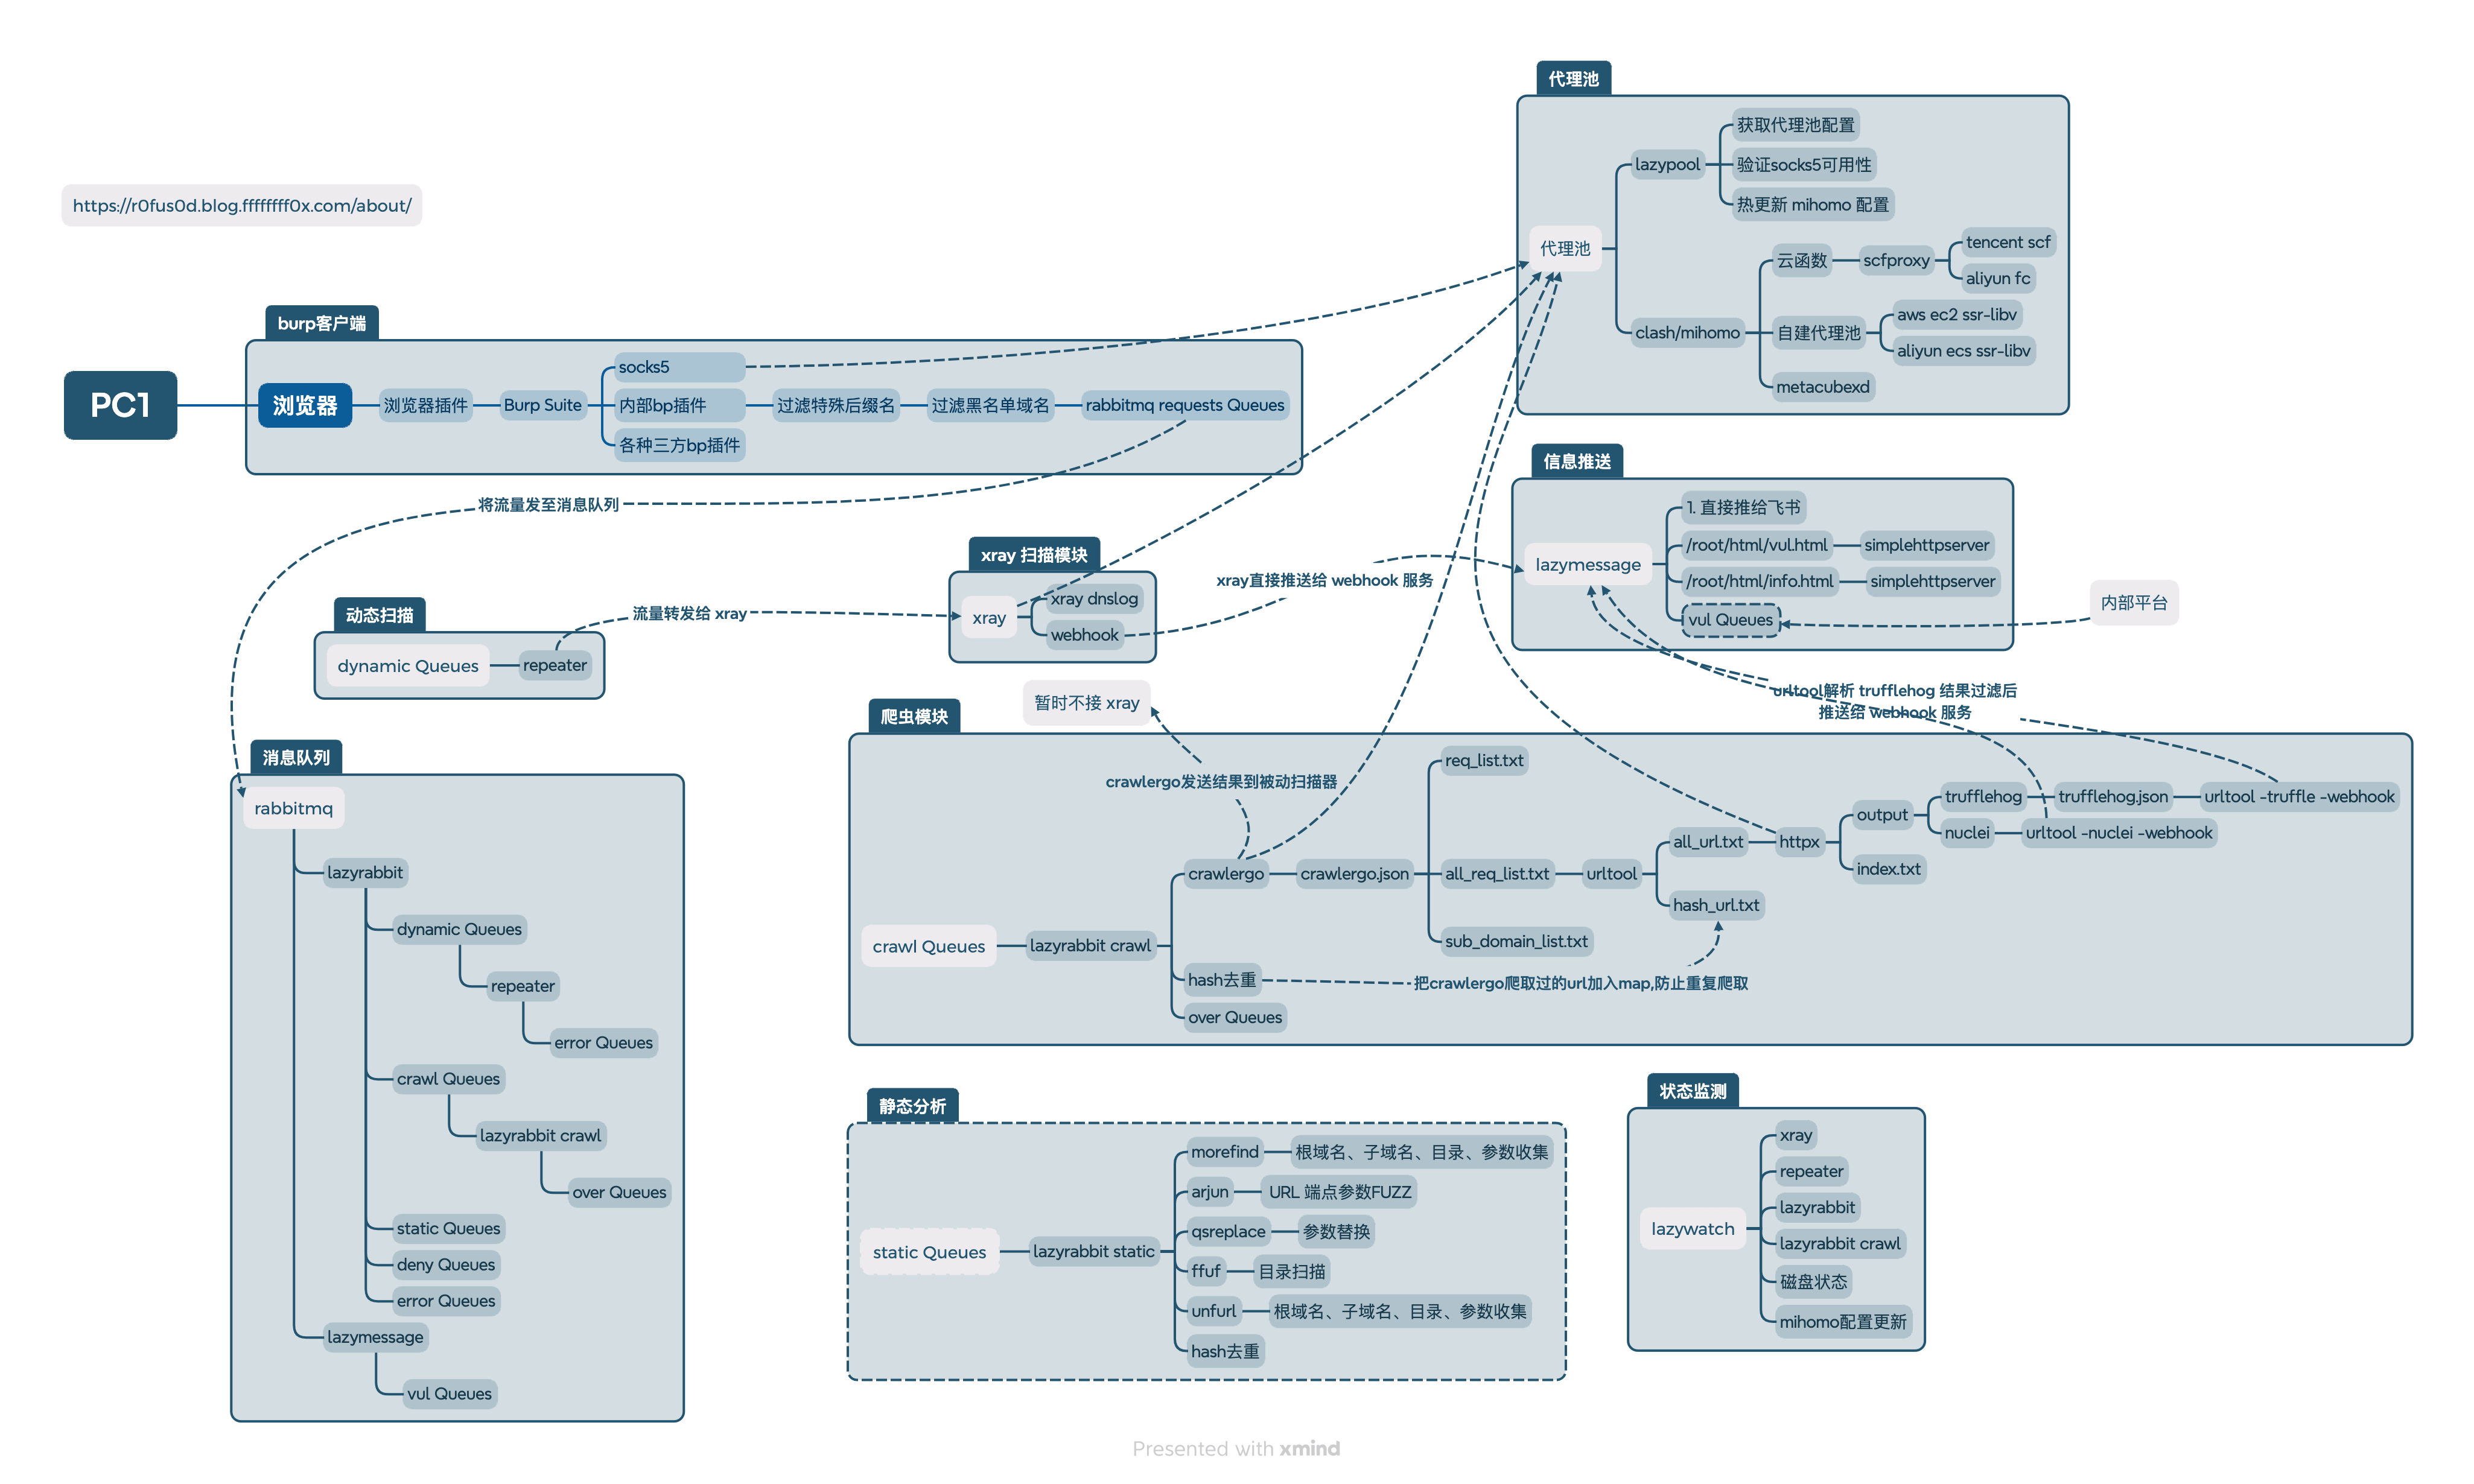 https://r0fus0d.blog.ffffffff0x.com/about/
PC1
burp客户端
浏览器
浏览器插件
Burp Suite
socks5
内部bp插件
过滤特殊后缀名
过滤黑名单域名
rabbitmq requests Queues
各种三方bp插件
将流量发至消息队列
代理池
代理池
lazypool
获取代理池配置
验证socks5可用性
热更新 mihomo 配置
clash/mihomo
云函数
scfproxy
tencent scf
aliyun fc
自建代理池
aws ec2 ssr-libv
aliyun ecs ssr-libv
metacubexd
信息推送
lazymessage
1. 直接推给飞书
/root/html/vul.html
simplehttpserver
/root/html/info.html
simplehttpserver
vul Queues
内部平台
xray 扫描模块
xray
xray dnslog
webhook
xray直接推送给 webhook 服务
动态扫描
dynamic Queues
repeater
流量转发给 xray
暂时不接 xray
urltool解析 trufflehog 结果过滤后
推送给 webhook 服务
消息队列
rabbitmq
lazyrabbit
dynamic Queues
repeater
error Queues
crawl Queues
lazyrabbit crawl
over Queues
static Queues
deny Queues
error Queues
lazymessage
vul Queues
爬虫模块
crawlergo发送结果到被动扫描器
crawl Queues
lazyrabbit crawl
crawlergo
crawlergo.json
req_list.txt
all_req_list.txt
sub_domain_list.txt
urltool
all_url.txt
hash_url.txt
httpx
output
index.txt
trufflehog
trufflehog.json
urltool -truffle -webhook
nuclei
urltool -nuclei -webhook
hash去重
把crawlergo爬取过的url加入map,防止重复爬取
over Queues
静态分析
static Queues
lazyrabbit static
morefind
根域名、子域名、目录、参数收集
arjun
URL 端点参数FUZZ
qsreplace
参数替换
ffuf
目录扫描
unfurl
根域名、子域名、目录、参数收集
hash去重
状态监测
lazywatch
xray
repeater
lazyrabbit
lazyrabbit crawl
磁盘状态
mihomo配置更新
Presented with xmind